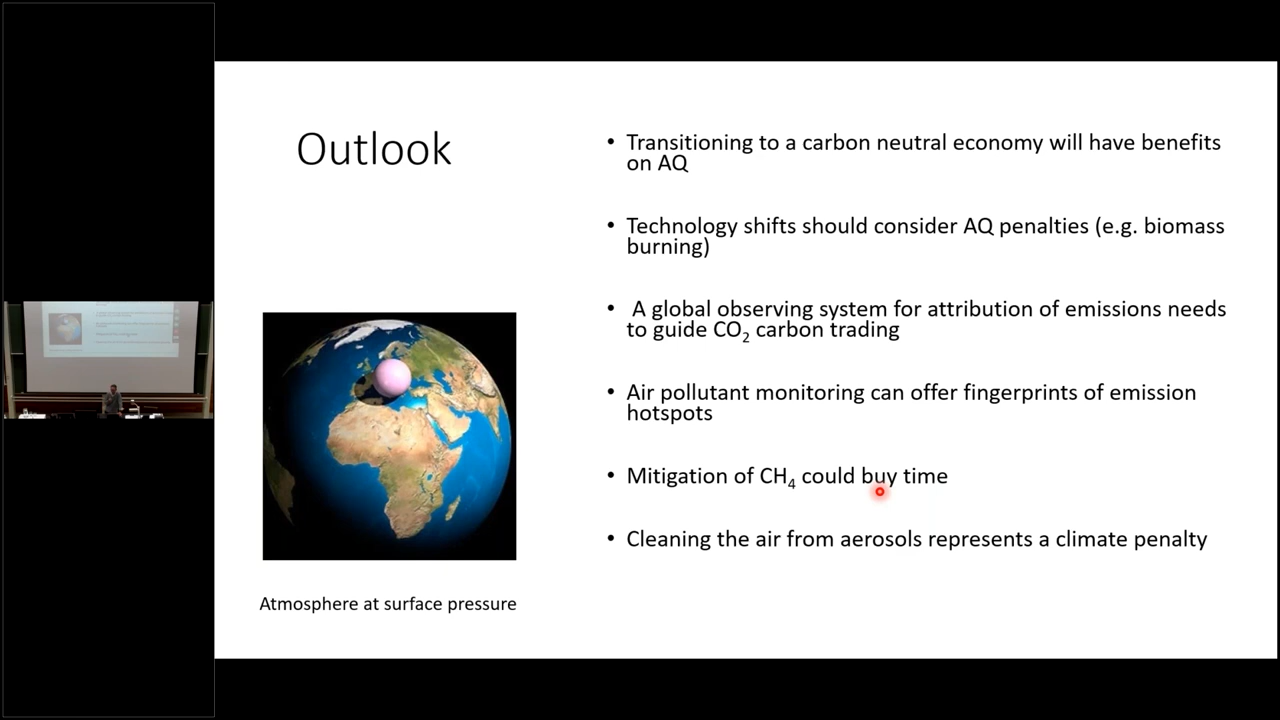 Outlook
• Transitioning to a carbon neutral economy will have benefits
on AQ
• Technology shifts should consider AQ penalties (e.g. biomass
burning)
• A global observing system for attribution of emissions needs
to guide CO₂ carbon trading
• Air pollutant monitoring can offer fingerprints of emission
hotspots
• Mitigation of CH₄ could buy time
• Cleaning the air from aerosols represents a climate penalty
Atmosphere at surface pressure